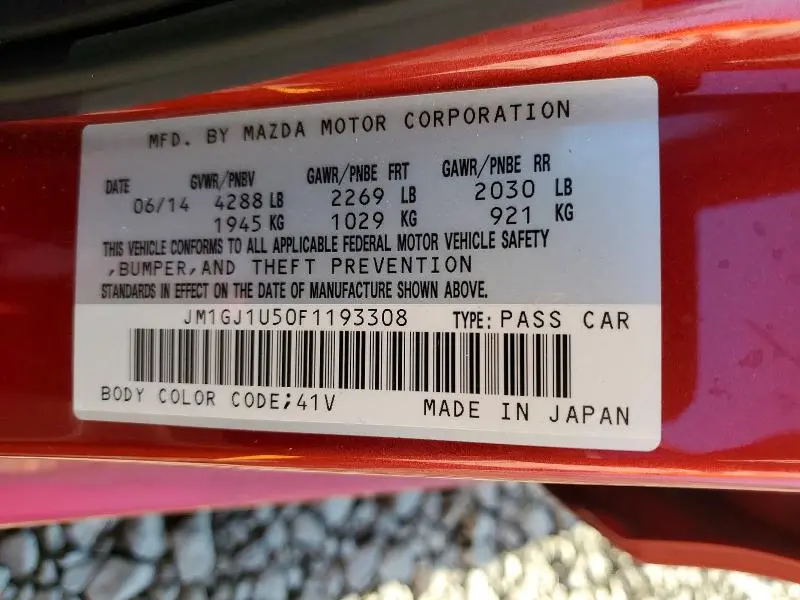 MFD. BY MAZDA MOTOR CORPORATION
DATE GVWR/PNBV GAWR/PNBE FRT GAWR/PNBE RR
06/14 4288 LB 2269 LB 2030 LB
1945 KG 1029 KG 921 KG
THIS VEHICLE CONFORMS TO ALL APPLICABLE FEDERAL MOTOR VEHICLE SAFETY
,BUMPER,AND THEFT PREVENTION
STANDARDS IN EFFECT ON THE DATE OF MANUFACTURE SHOWN ABOVE.
JM1GJ1U50F1193308 TYPE: PASS CAR
BODY COLOR CODE;41V MADE IN JAPAN